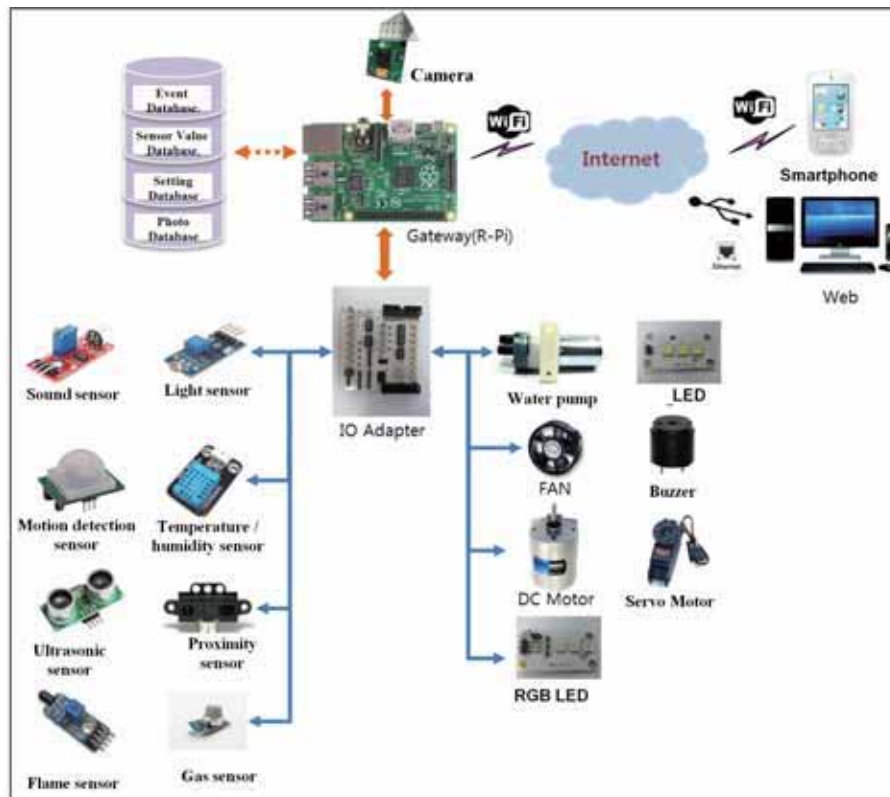 Camera
Event
Database.
Sensor Value
Database.
Setting
Database
Photo
Database
WiFi
WiFi
Internet
Smartphone
Gateway(R-Pi)
Ethernet
Web
Sound sensor
Light sensor
IO Adapter
Water pump
_LED
Motion detection
sensor
Temperature /
humidity sensor
FAN
Buzzer
Ultrasonic
sensor
Proximity
sensor
DC Motor
Servo Motor
RGB LED
Flame sensor
Gas sensor